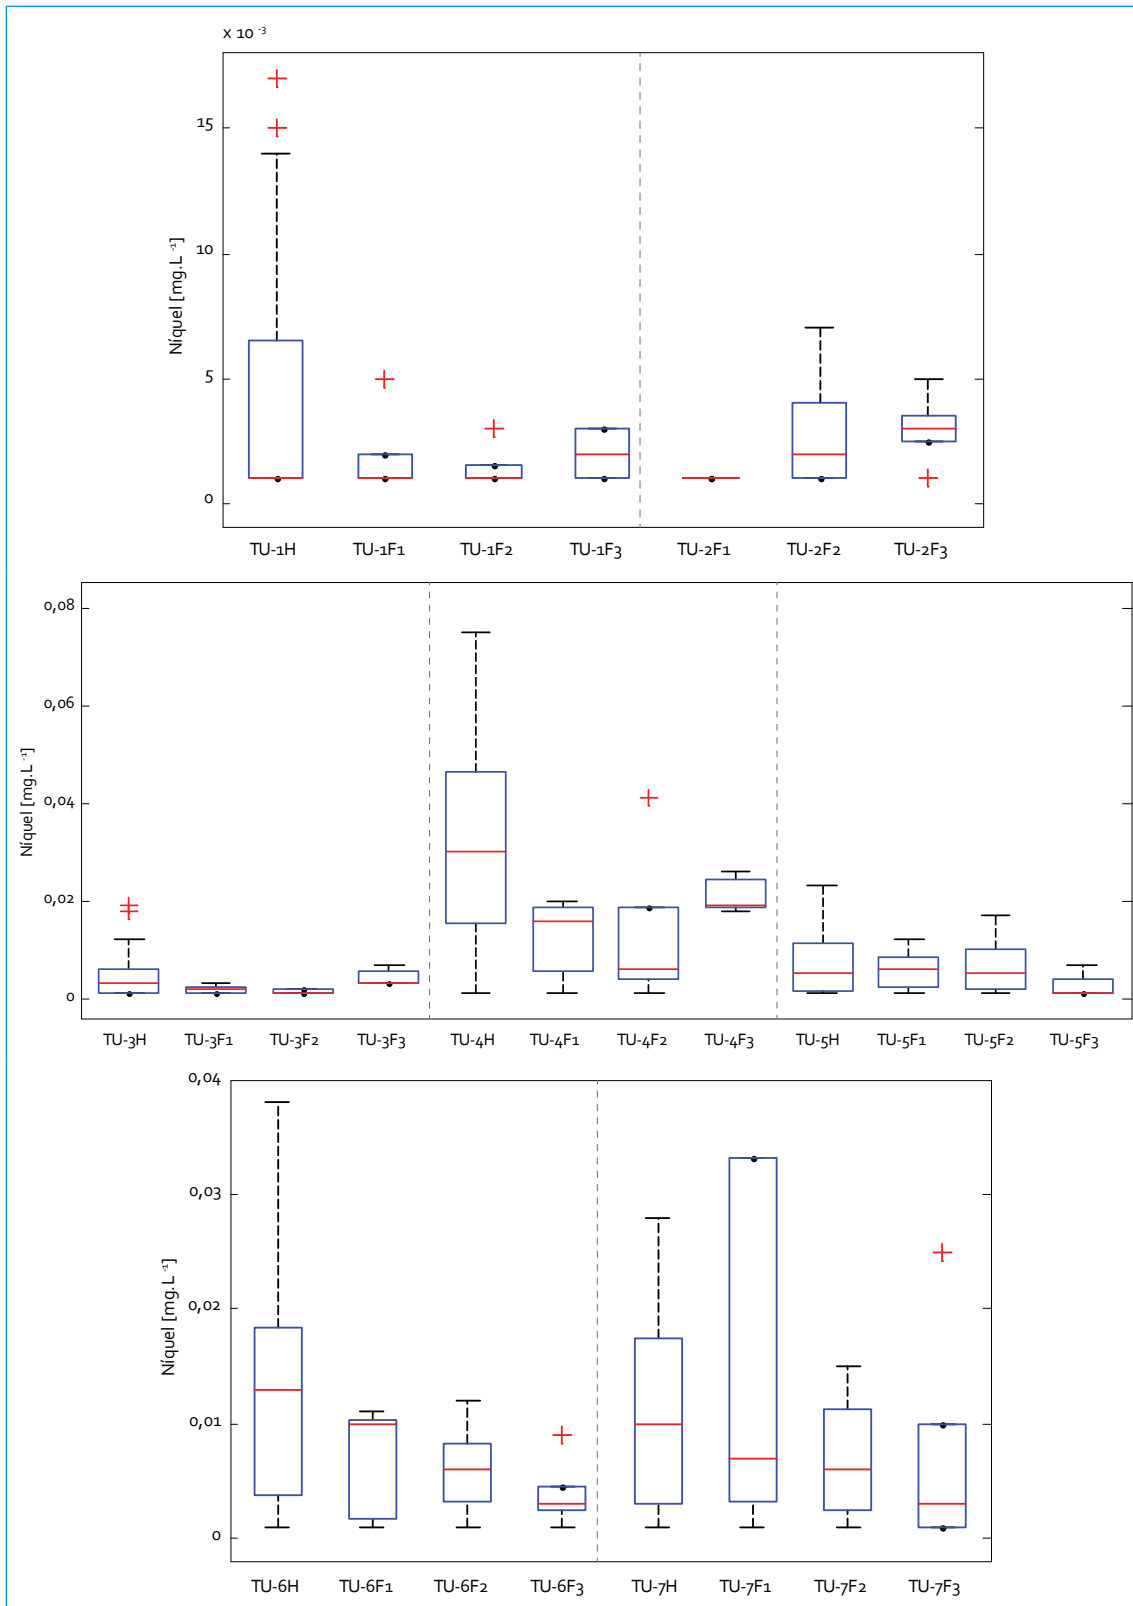 x 10 -3
15
10
5
0
Níquel [mg.L -1]
TU-1H TU-1F1 TU-1F2 TU-1F3 TU-2F1 TU-2F2 TU-2F3
0,08
0,06
0,04
0,02
0
Níquel [mg.L -1]
TU-3H TU-3F1 TU-3F2 TU-3F3 TU-4H TU-4F1 TU-4F2 TU-4F3 TU-5H TU-5F1 TU-5F2 TU-5F3
0,04
0,03
0,02
0,01
0
Níquel [mg.L -1]
TU-6H TU-6F1 TU-6F2 TU-6F3 TU-7H TU-7F1 TU-7F2 TU-7F3